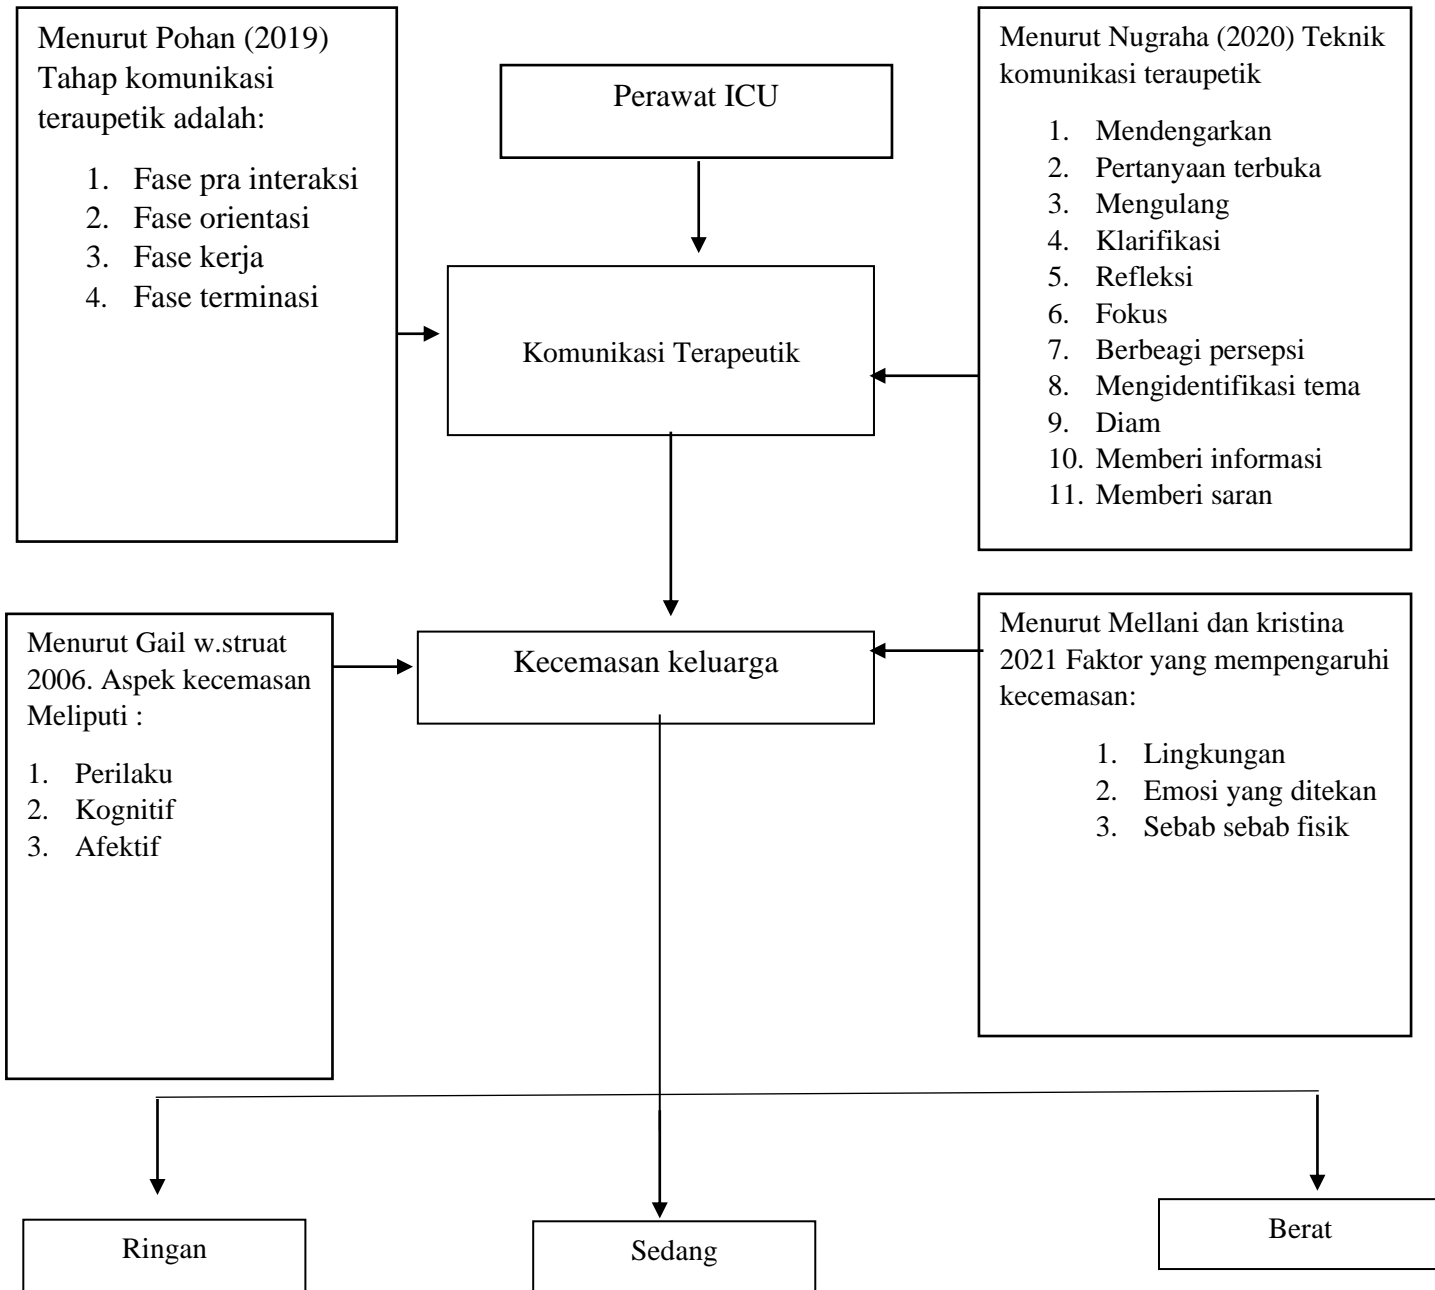 Menurut Pohan (2019)
Tahap komunikasi
teraupetik adalah:
1. Fase pra interaksi
2. Fase orientasi
3. Fase kerja
4. Fase terminasi
Perawat ICU
Menurut Nugraha (2020) Teknik
komunikasi teraupetik
1. Mendengarkan
2. Pertanyaan terbuka
3. Mengulang
4. Klarifikasi
5. Refleksi
6. Fokus
7. Berbeagi persepsi
8. Mengidentifikasi tema
9. Diam
10. Memberi informasi
11. Memberi saran
Komunikasi Terapeutik
Menurut Gail w.struat
2006. Aspek kecemasan
Meliputi :
1. Perilaku
2. Kognitif
3. Afektif
Kecemasan keluarga
Menurut Mellani dan kristina
2021 Faktor yang mempengaruhi
kecemasan:
1. Lingkungan
2. Emosi yang ditekan
3. Sebab sebab fisik
Ringan
Sedang
Berat